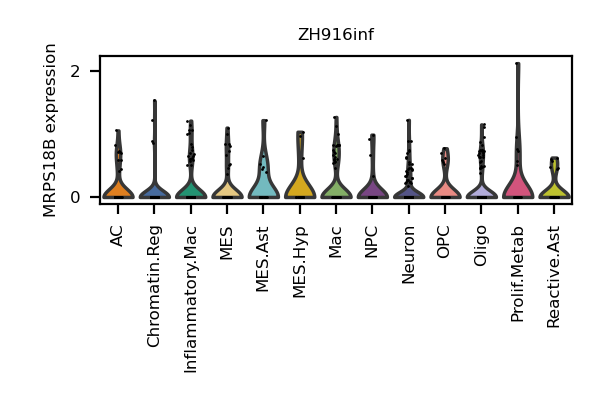 ZH916inf
MRPS18B expression
2
0
AC
Chromatin.Reg
Inflammatory.Mac
MES
MES.Ast
MES.Hyp
Mac
NPC
Neuron
OPC
Oligo
Prolif.Metab
Reactive.Ast